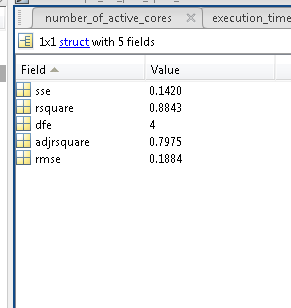 number_of_active_cores × execution_time
1x1 struct with 5 fields
Field Value
sse 0.1420
rsquare 0.8843
dfe 4
adjrsquare 0.7975
rmse 0.1884